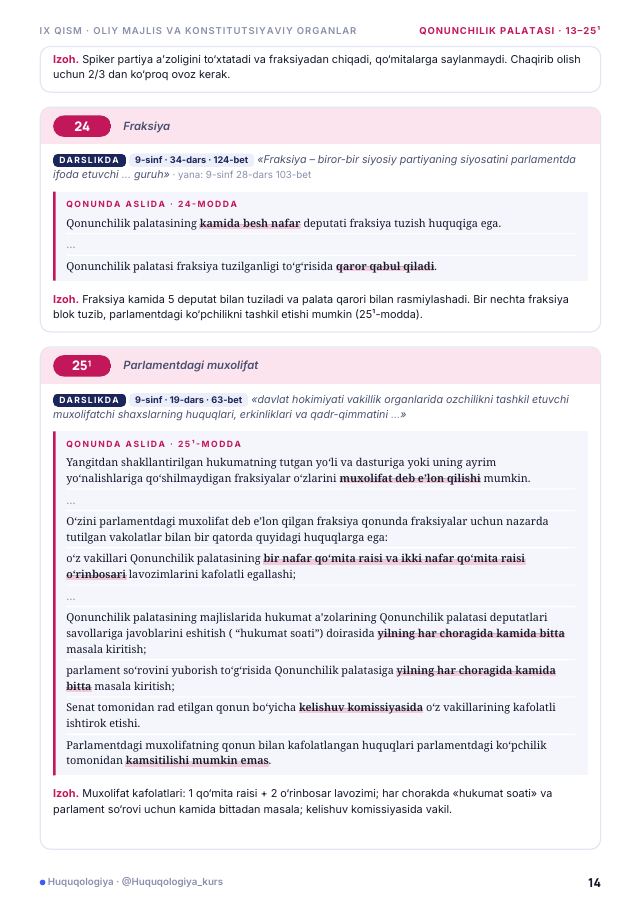 IX QISM · OLIY MAJLIS VA KONSTITUTSIYAVIY ORGANLAR
QONUNCHILIK PALATASI · 13–25¹
Izoh. Spiker partiya a’zoligini to‘xtatadi va fraksiyadan chiqadi, qo‘mitalarga saylanmaydi. Chaqirib olish
uchun 2/3 dan ko‘proq ovoz kerak.
24 Fraksiya
DARSLIKDA 9-sinf · 34-dars · 124-bet «Fraksiya – biror-bir siyosiy partiyaning siyosatini parlamentda
ifoda etuvchi … guruh» · yana: 9-sinf 28-dars 103-bet
QONUNDA ASLIDA · 24-MODDA
Qonunchilik palatasining kamida besh nafar deputati fraksiya tuzish huquqiga ega.
…
Qonunchilik palatasi fraksiya tuzilganligi to‘g‘risida qaror qabul qiladi.
Izoh. Fraksiya kamida 5 deputat bilan tuziladi va palata qarori bilan rasmiylashadi. Bir nechta fraksiya
blok tuzib, parlamentdagi ko‘pchilikni tashkil etishi mumkin (25¹-modda).
25¹ Parlamentdagi muxolifat
DARSLIKDA 9-sinf · 19-dars · 63-bet «davlat hokimiyati vakillik organlarida ozchilikni tashkil etuvchi
muxolifatchi shaxslarning huquqlari, erkinliklari va qadr-qimmatini …»
QONUNDA ASLIDA · 25¹-MODDA
Yangitdan shakllantirilgan hukumatning tutgan yo‘li va dasturiga yoki uning ayrim
yo‘nalishlariga qo‘shilmaydigan fraksiyalar o‘zlarini muxolifat deb e’lon qilishi mumkin.
…
O‘zini parlamentdagi muxolifat deb e’lon qilgan fraksiya qonunda fraksiyalar uchun nazarda
tutilgan vakolatlar bilan bir qatorda quyidagi huquqlarga ega:
o‘z vakillari Qonunchilik palatasining bir nafar qo‘mita raisi va ikki nafar qo‘mita raisi
o‘rinbosari lavozimlarini kafolatli egallashi;
…
Qonunchilik palatasining majlislarida hukumat a’zolarining Qonunchilik palatasi deputatlari
savollariga javoblarini eshitish ( “hukumat soati”) doirasida yilning har choragida kamida bitta
masala kiritish;
parlament so‘rovini yuborish to‘g‘risida Qonunchilik palatasiga yilning har choragida kamida
bitta masala kiritish;
Senat tomonidan rad etilgan qonun bo‘yicha kelishuv komissiyasida o‘z vakillarining kafolatli
ishtirok etishi.
Parlamentdagi muxolifatning qonun bilan kafolatlangan huquqlari parlamentdagi ko‘pchilik
tomonidan kamsitilishi mumkin emas.
Izoh. Muxolifat kafolatlari: 1 qo‘mita raisi + 2 o‘rinbosar lavozimi; har chorakda «hukumat soati» va
parlament so‘rovi uchun kamida bittadan masala; kelishuv komissiyasida vakil.
Huquqologiya · @Huquqologiya_kurs
14